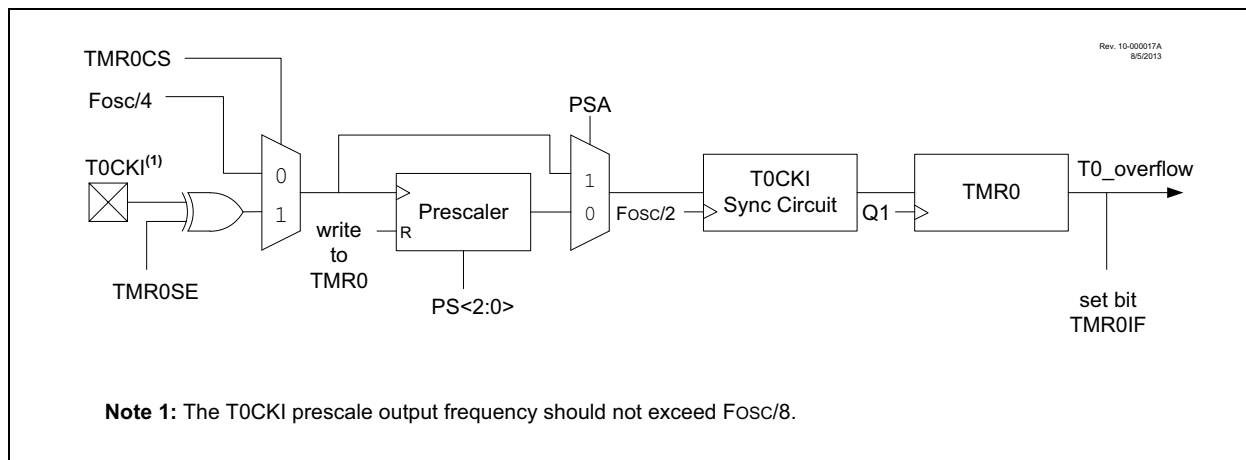 Rev. 10-000017A
8/5/2013
TMR0CS
Fosc/4
PSA
T0CKI(1)
0
1
1
0
T0CKI
Sync Circuit
TMR0
T0_overflow
Prescaler
R
FOSC/2
Q1
write
to
TMR0
TMR0SE
PS<2:0>
set bit
TMR0IF
Note 1: The T0CKI prescale output frequency should not exceed FOSC/8.